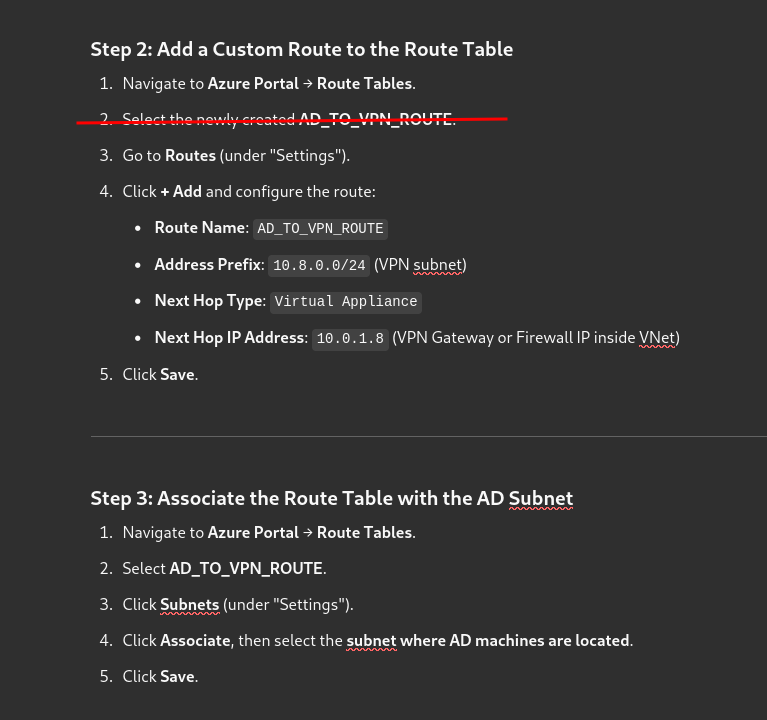 Step 2: Add a Custom Route to the Route Table
1. Navigate to Azure Portal → Route Tables.
2. Select the newly created AD_TO_VPN_ROUTE.
3. Go to Routes (under "Settings").
4. Click + Add and configure the route:
• Route Name: AD_TO_VPN_ROUTE
• Address Prefix: 10.8.0.0/24 (VPN subnet)
• Next Hop Type: Virtual Appliance
• Next Hop IP Address: 10.0.1.8 (VPN Gateway or Firewall IP inside VNet)
5. Click Save.
Step 3: Associate the Route Table with the AD Subnet
1. Navigate to Azure Portal → Route Tables.
2. Select AD_TO_VPN_ROUTE.
3. Click Subnets (under "Settings").
4. Click Associate, then select the subnet where AD machines are located.
5. Click Save.